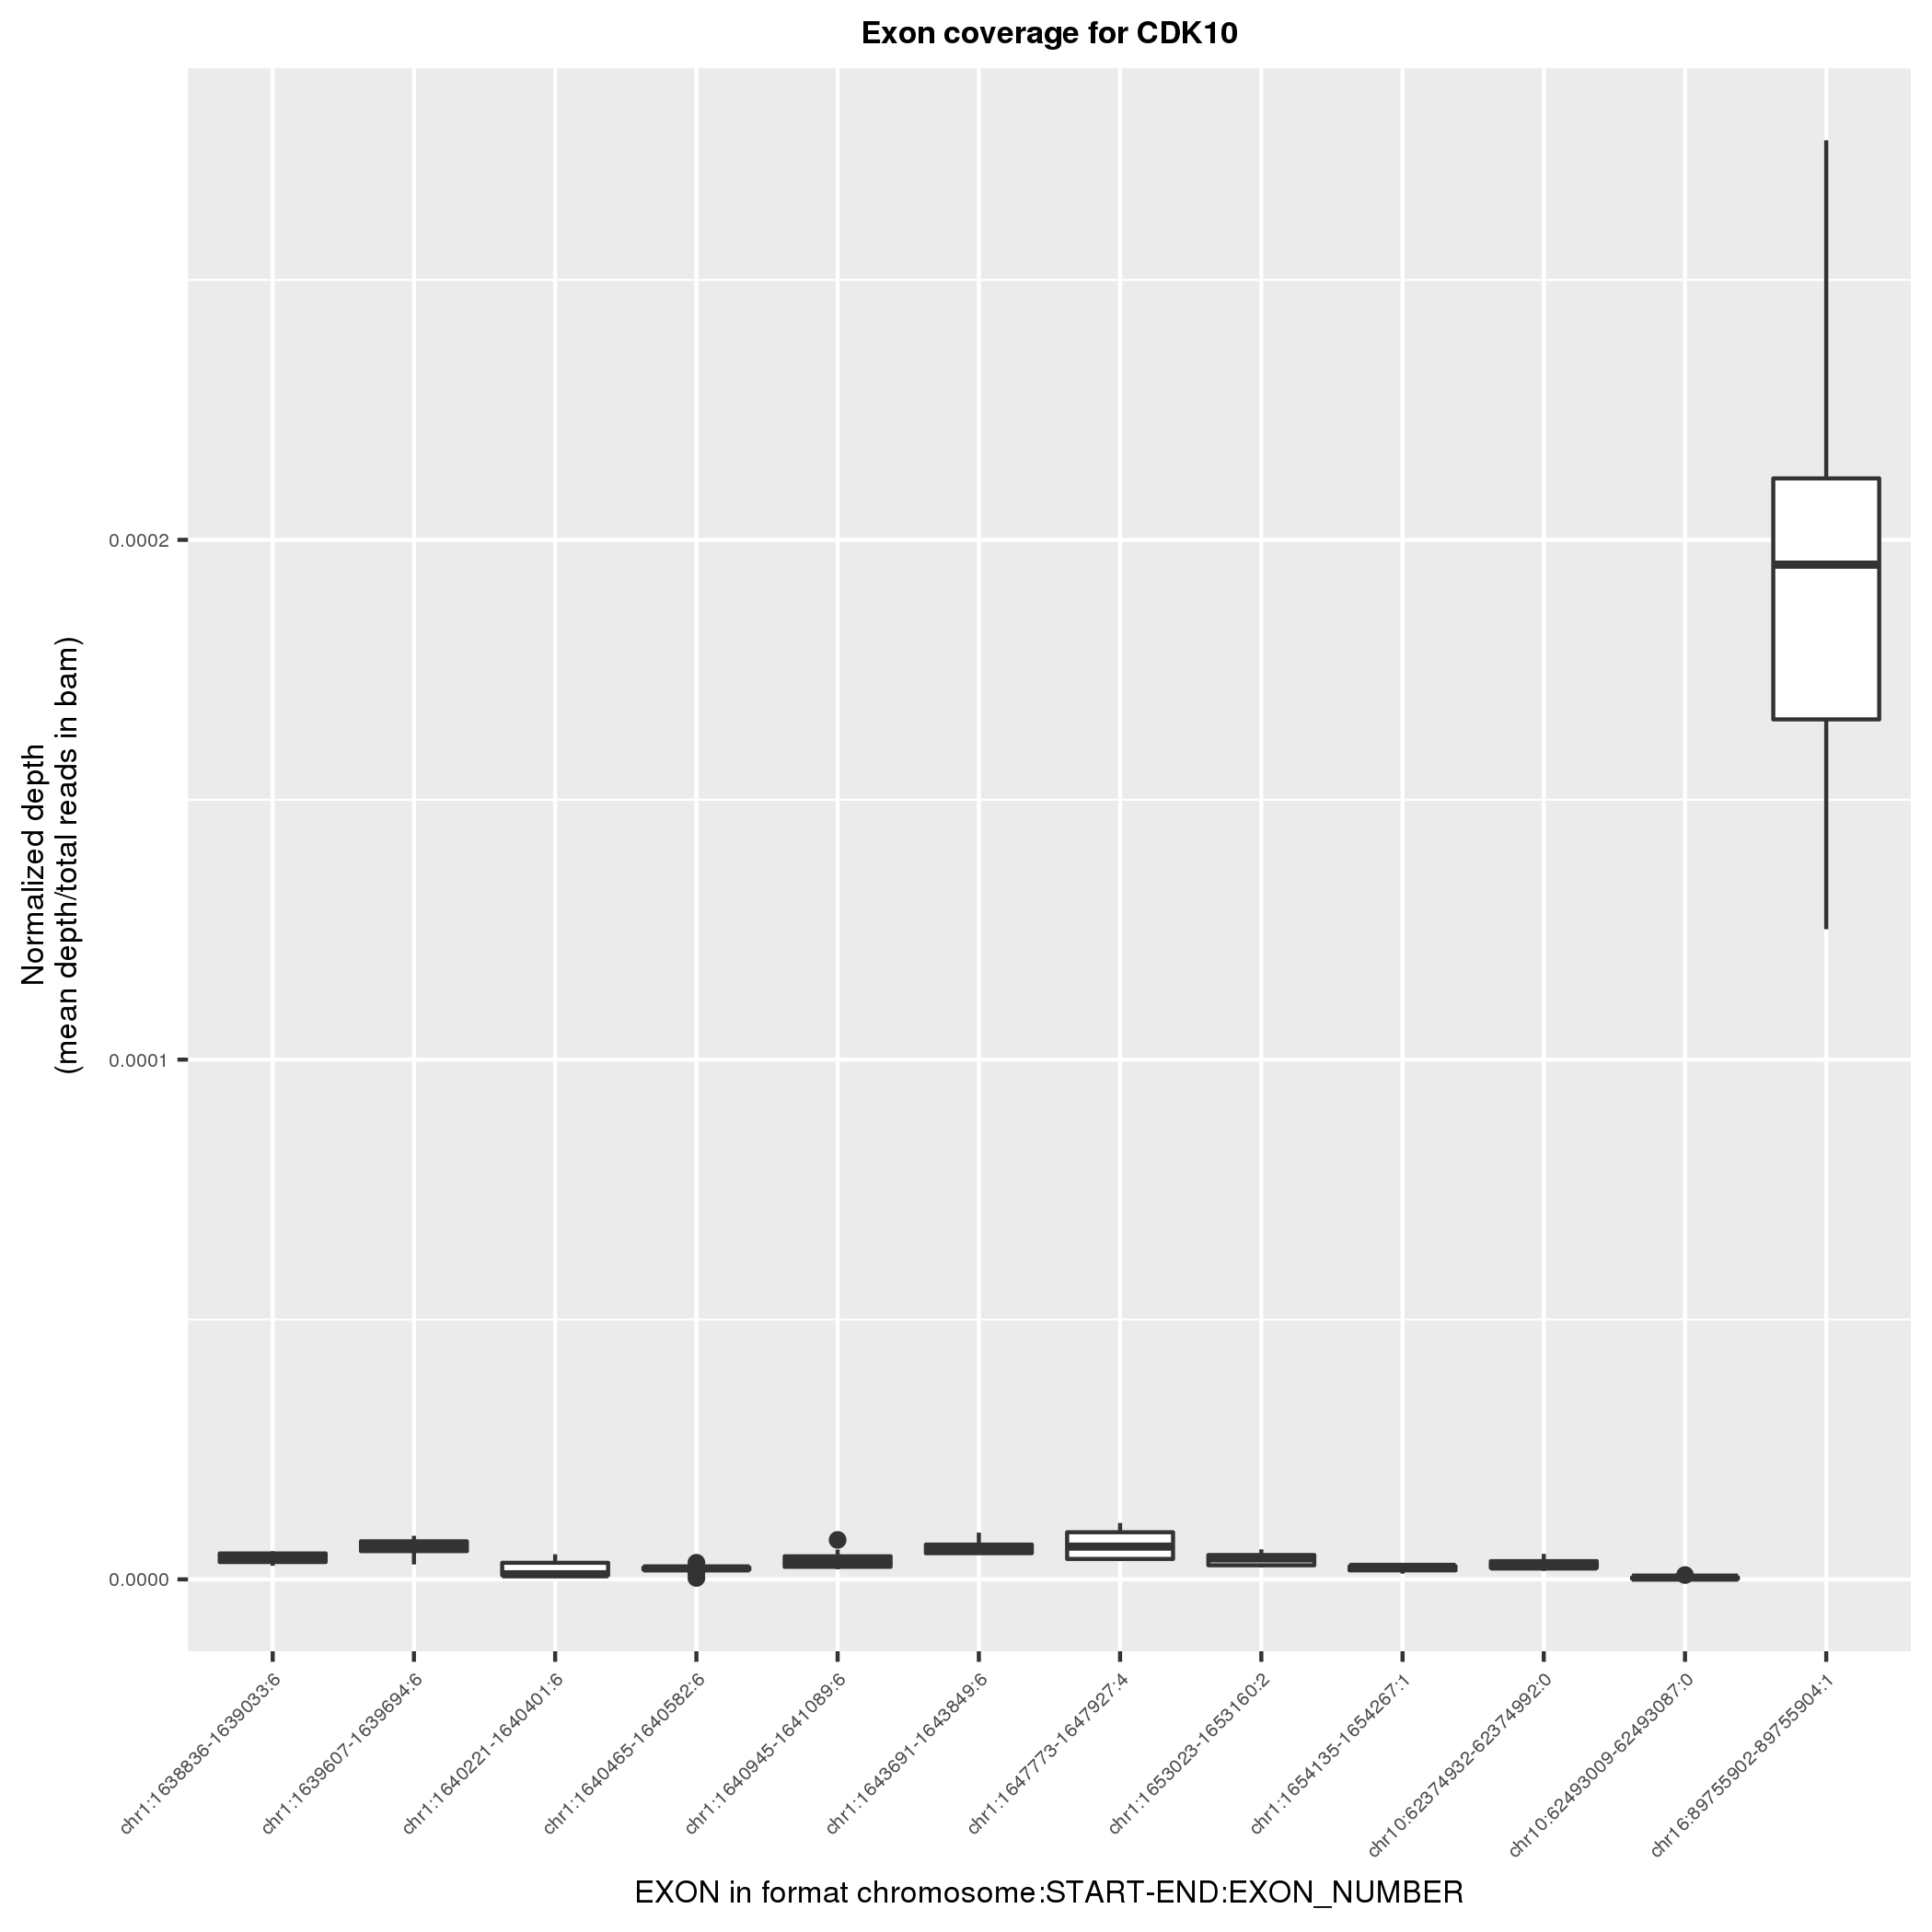 Exon coverage for CDK10
Normalized depth
(mean depth/total reads in bam)
0.0002
0.0001
0.0000
chr1:1638836-1639033:6
chr1:1639607-1639694:6
chr1:1640221-1640401:6
chr1:1640465-1640582:6
chr1:1640945-1641089:6
chr1:1643691-1643849:6
chr1:1647773-1647927:4
chr1:1653023-1653160:2
chr1:1654135-1654267:1
chr10:62374932-62374992:0
chr10:62493009-62493087:0
chr16:89755902-89755904:1
EXON in format chromosome:START-END:EXON_NUMBER